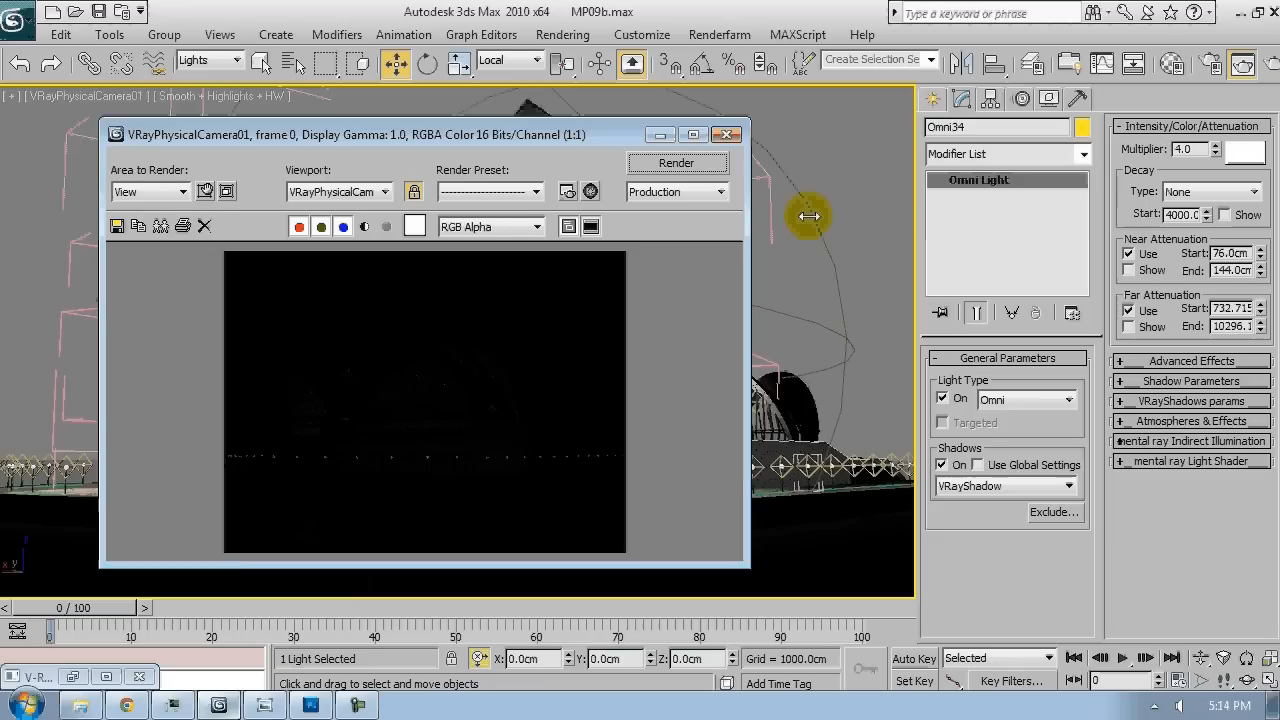 Autodesk 3ds Max 2010 x64 MP09b.max
Type a keyword or phrase
Edit Tools Group Views Create Modifiers Animation Graph Editors Rendering Customize Renderfarm MAXScript Help
Lights Local Create Selection Se
[ + ] [ VRayPhysicalCamera01 ] [ Smooth + Highlights + HW ]
VRayPhysicalCamera01, frame 0, Display Gamma: 1.0, RGBA Color 16 Bits/Channel (1:1)
Area to Render: Viewport: Render Preset: Render
View VRayPhysicalCam Production
RGB Alpha
Omni34
Modifier List
Omni Light
General Parameters
Light Type
On Omni
Targeted
Shadows
On Use Global Settings
VRayShadow
Exclude...
Intensity/Color/Attenuation
Multiplier: 4.0
Decay
Type: None
Start: 4000.0 Show
Near Attenuation
Use Start: 76.0cm
Show End: 144.0cm
Far Attenuation
Use Start: 732.715
Show End: 10296.1
Advanced Effects
Shadow Parameters
VRayShadows params
Atmospheres & Effects
mental ray Indirect Illumination
mental ray Light Shader
x y
0 / 100
0 10 20 30 40 50 60 70 80 90 100
1 Light Selected X: 0.0cm Y: 0.0cm Z: 0.0cm Grid = 1000.0cm Auto Key Selected
V-R... Click and drag to select and move objects Add Time Tag Set Key Key Filters... 0
5:14 PM